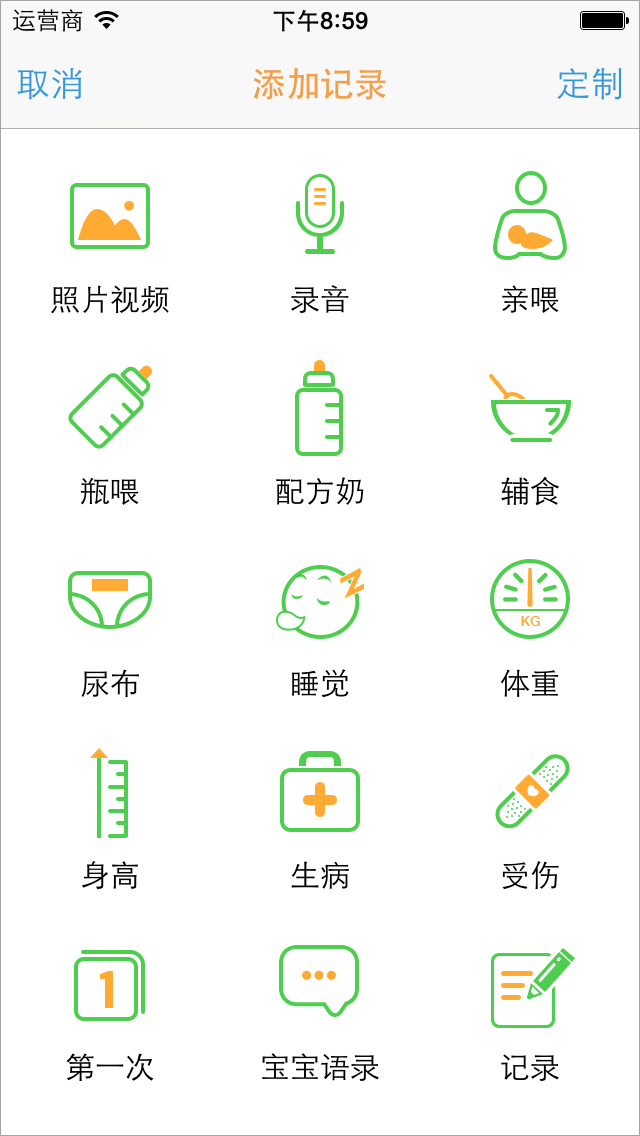 运营商 下午8:59
取消 添加记录 定制
照片视频 录音 亲喂
瓶喂 配方奶 辅食
KG
尿布 睡觉 体重
身高 生病 受伤
1
第一次 宝宝语录 记录